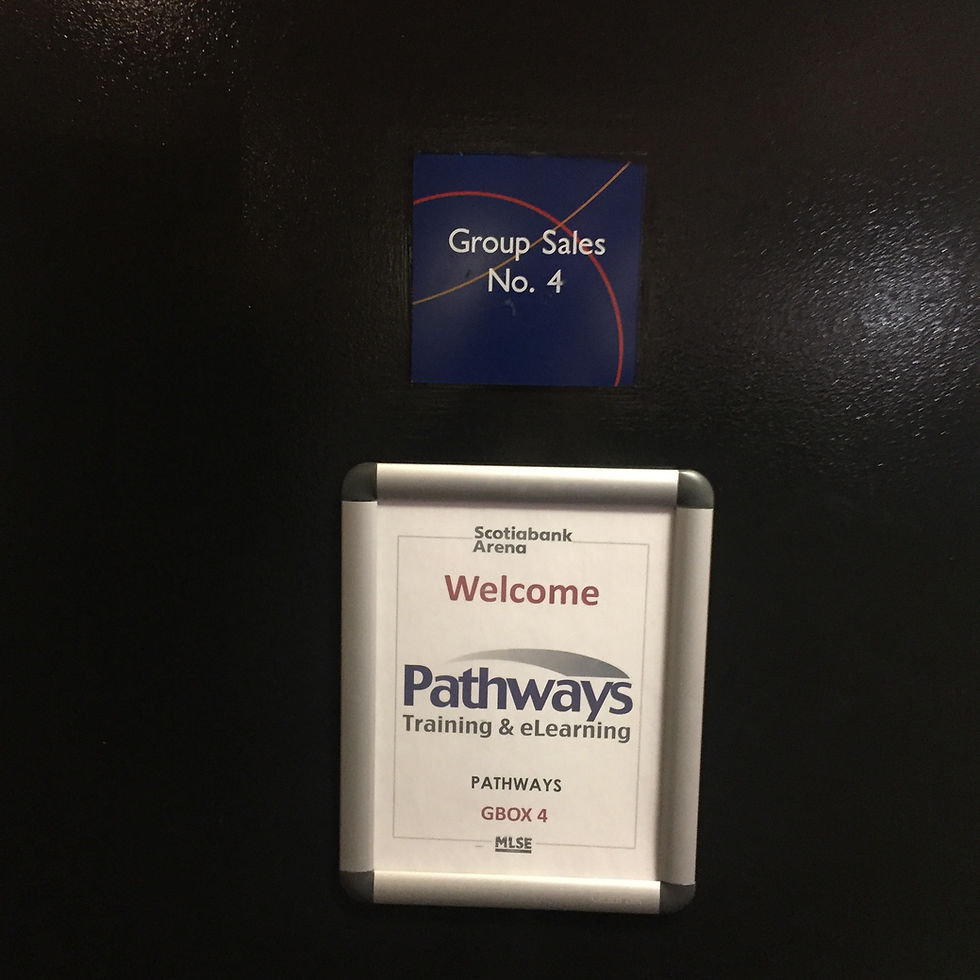 Group Sales
No. 4
Scotiabank
Arena
Welcome
Pathways
Training & eLearning
PATHWAYS
GBOX 4
MLSE